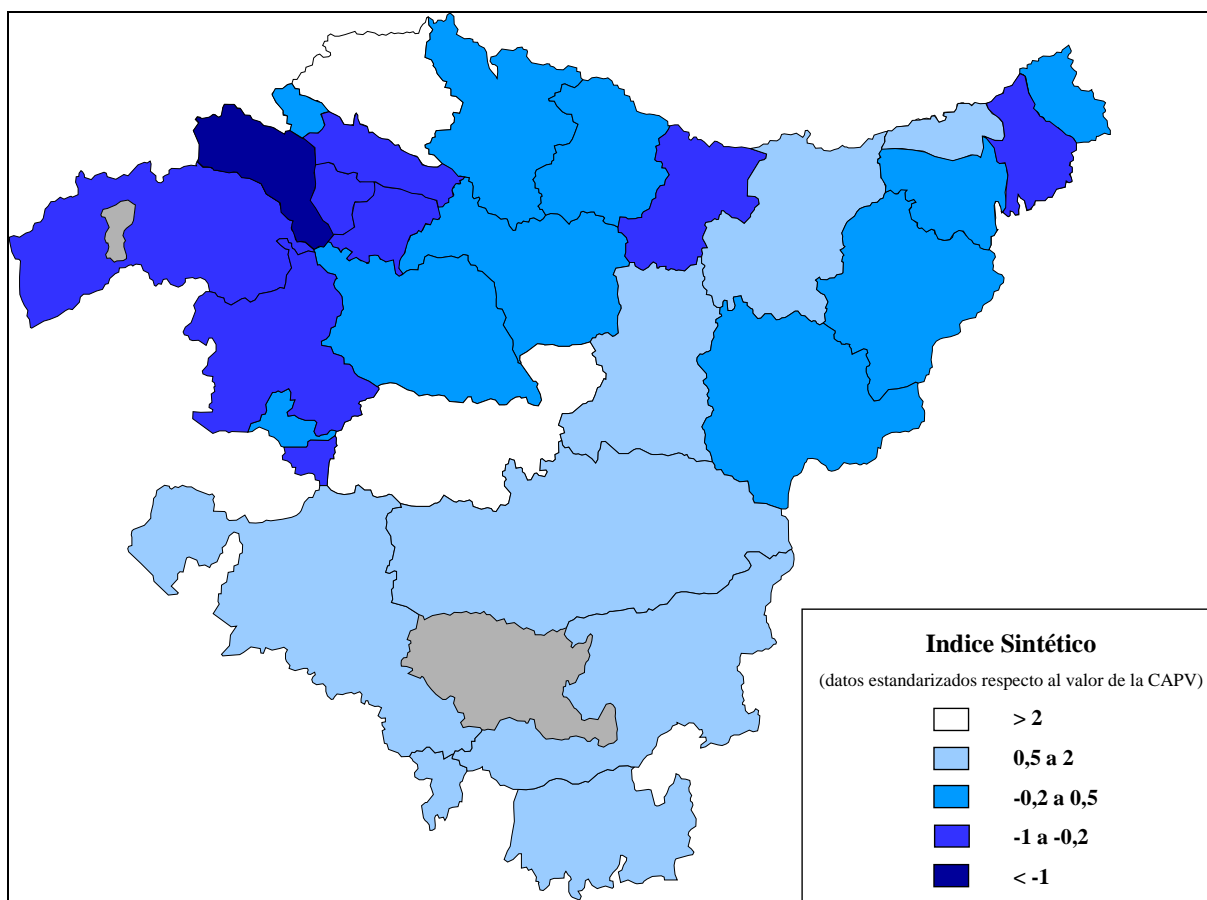 Indice Sintético
(datos estandarizados respecto al valor de la CAPV)
> 2
0,5 a 2
-0,2 a 0,5
-1 a -0,2
< -1